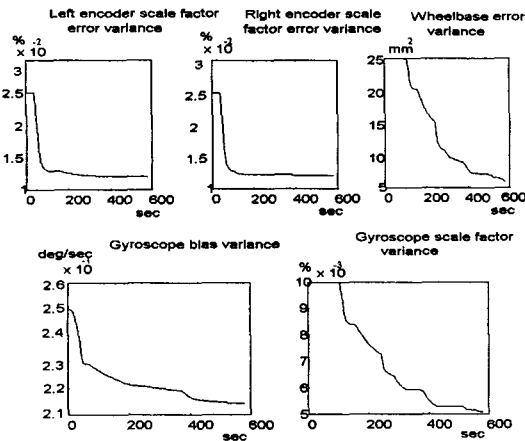 Left encoder scale factor
error variance
% × 10⁻²
3
2.5
2
1.5
1
0 200 400 600
sec
Right encoder scale
factor error variance
% × 10⁻²
3
2.5
2
1.5
1
0 200 400 600
sec
Wheelbase error
variance
mm²
25
20
15
10
5
0 200 400 600
sec
Gyroscope bias variance
deg/sec
× 10⁻¹
2.6
2.5
2.4
2.3
2.2
2.1
0 200 400 600
sec
Gyroscope scale factor
variance
% × 10⁻³
10
9
8
7
6
5
0 200 400 600
sec